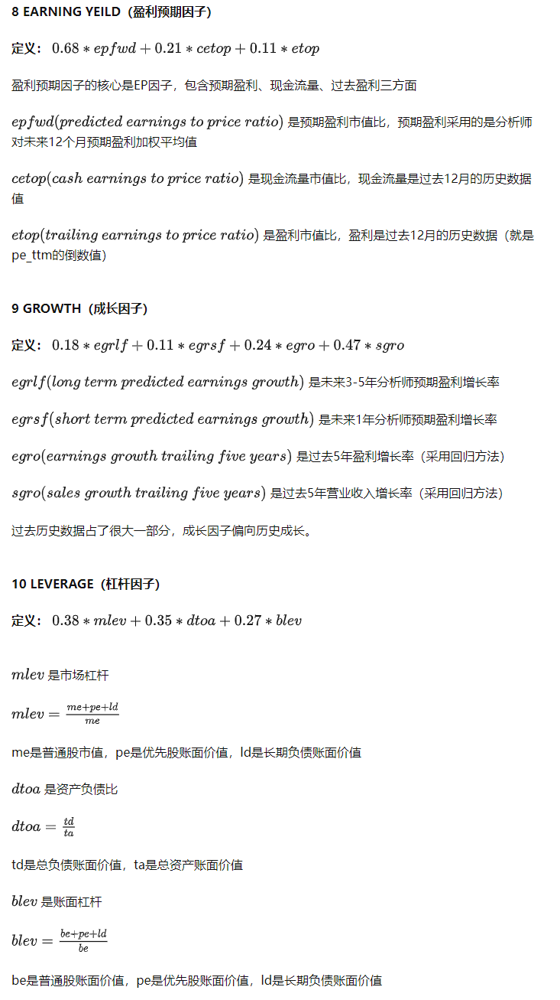 8 EARNING YEILD（盈利预期因子）
定义： 0.68 ∗ epfwd + 0.21 ∗ cetop + 0.11 ∗ etop
盈利预期因子的核心是EP因子，包含预期盈利、现金流量、过去盈利三方面
epfwd(predicted earnings to price ratio) 是预期盈利市值比，预期盈利采用的是分析师
对未来12个月预期盈利加权平均值
cetop(cash earnings to price ratio) 是现金流量市值比，现金流量是过去12月的历史数据
值
etop(trailing earnings to price ratio) 是盈利市值比，盈利是过去12月的历史数据（就是
pe_ttm的倒数值）
9 GROWTH（成长因子）
定义： 0.18 ∗ egrlf + 0.11 ∗ egrsf + 0.24 ∗ egro + 0.47 ∗ sgro
egrlf(long term predicted earnings growth) 是未来3-5年分析师预期盈利增长率
egrsf(short term predicted earnings growth) 是未来1年分析师预期盈利增长率
egro(earnings growth trailing five years) 是过去5年盈利增长率（采用回归方法）
sgro(sales growth trailing five years) 是过去5年营业收入增长率（采用回归方法）
过去历史数据占了很大一部分，成长因子偏向历史成长。
10 LEVERAGE（杠杆因子）
定义： 0.38 ∗ mlev + 0.35 ∗ dtoa + 0.27 ∗ blev
mlev 是市场杠杆
mlev = \frac{me+pe+ld}{me}
me是普通股市值，pe是优先股账面价值，ld是长期负债账面价值
dtoa 是资产负债比
dtoa = \frac{td}{ta}
td是总负债账面价值，ta是总资产账面价值
blev 是账面杠杆
blev = \frac{be+pe+ld}{be}
be是普通股账面价值，pe是优先股账面价值，ld是长期负债账面价值